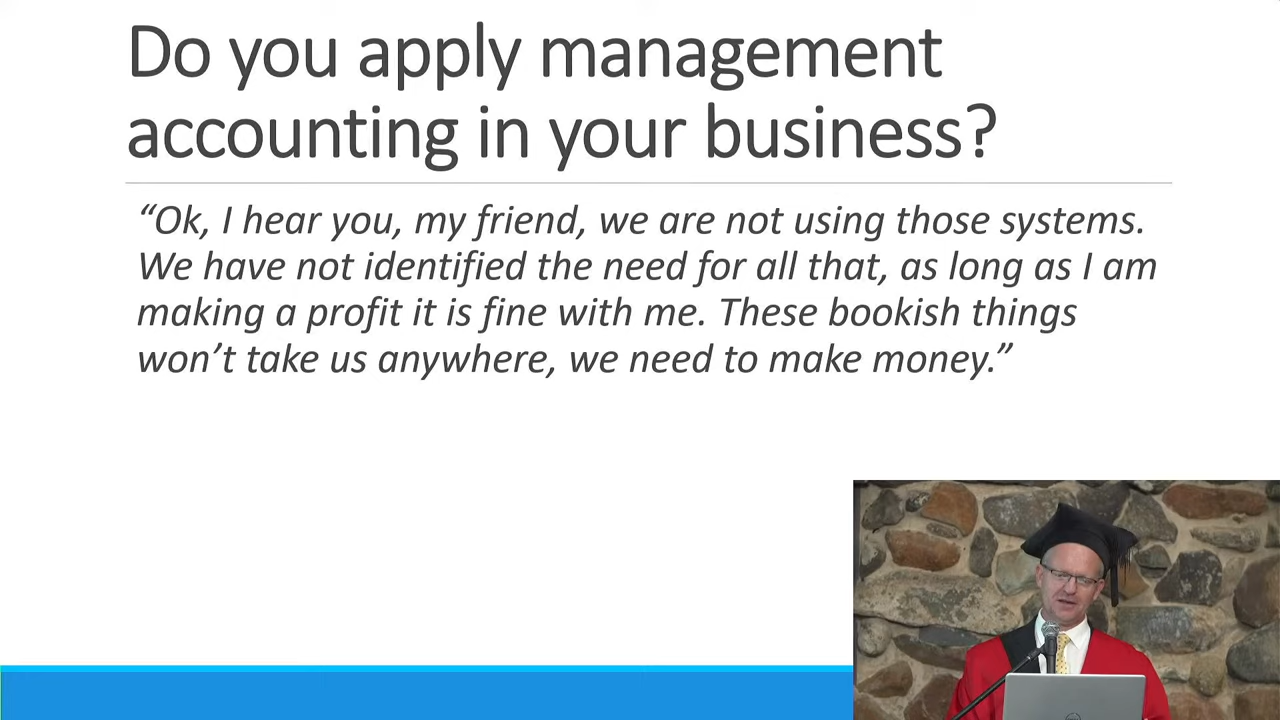 Do you apply management
accounting in your business?
“Ok, I hear you, my friend, we are not using those systems.
We have not identified the need for all that, as long as I am
making a profit it is fine with me. These bookish things
won’t take us anywhere, we need to make money.”